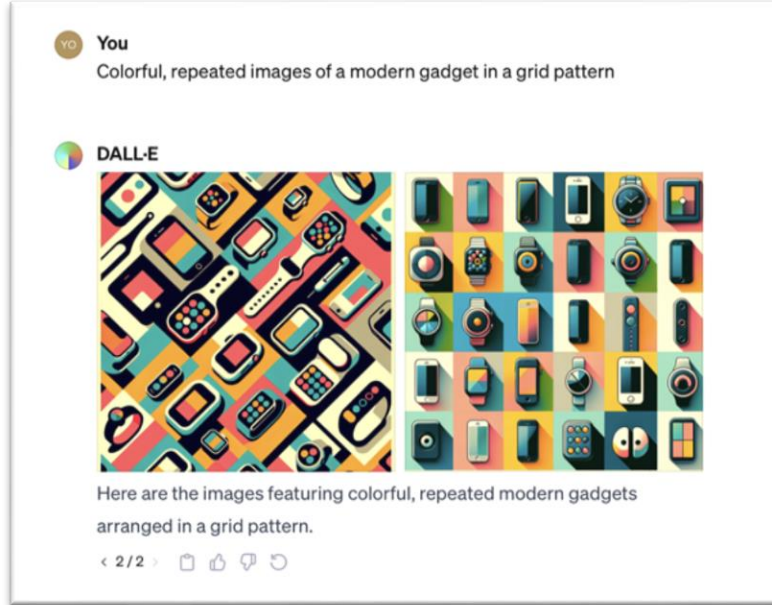 YO
You
Colorful, repeated images of a modern gadget in a grid pattern
DALL·E
Here are the images featuring colorful, repeated modern gadgets
arranged in a grid pattern.
< 2/2 >